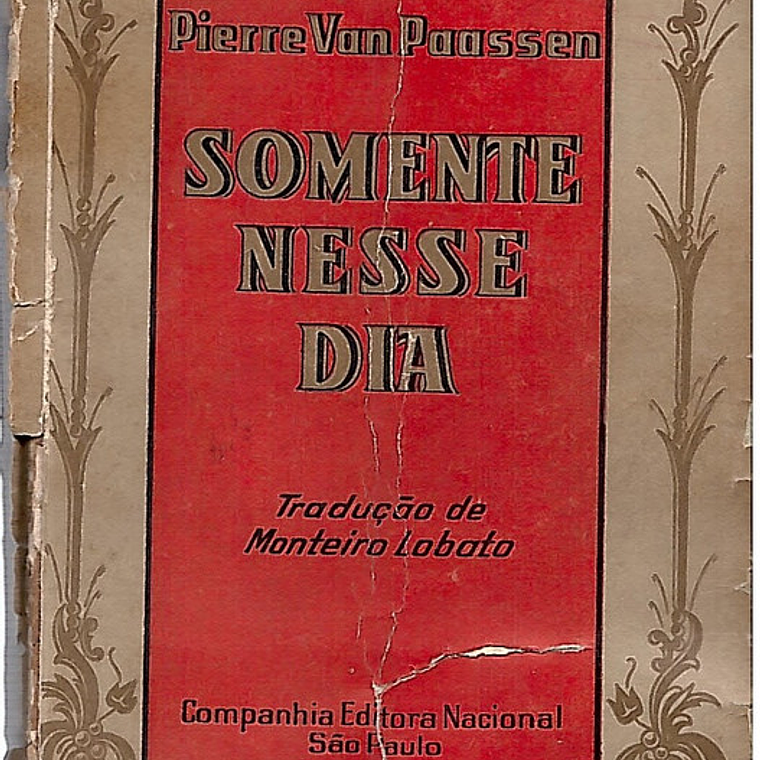 Pierre Van Paassen
SOMENTE
NESSE
DIA
Tradução de
Monteiro Lobato
Companhia Editora Nacional
São Paulo